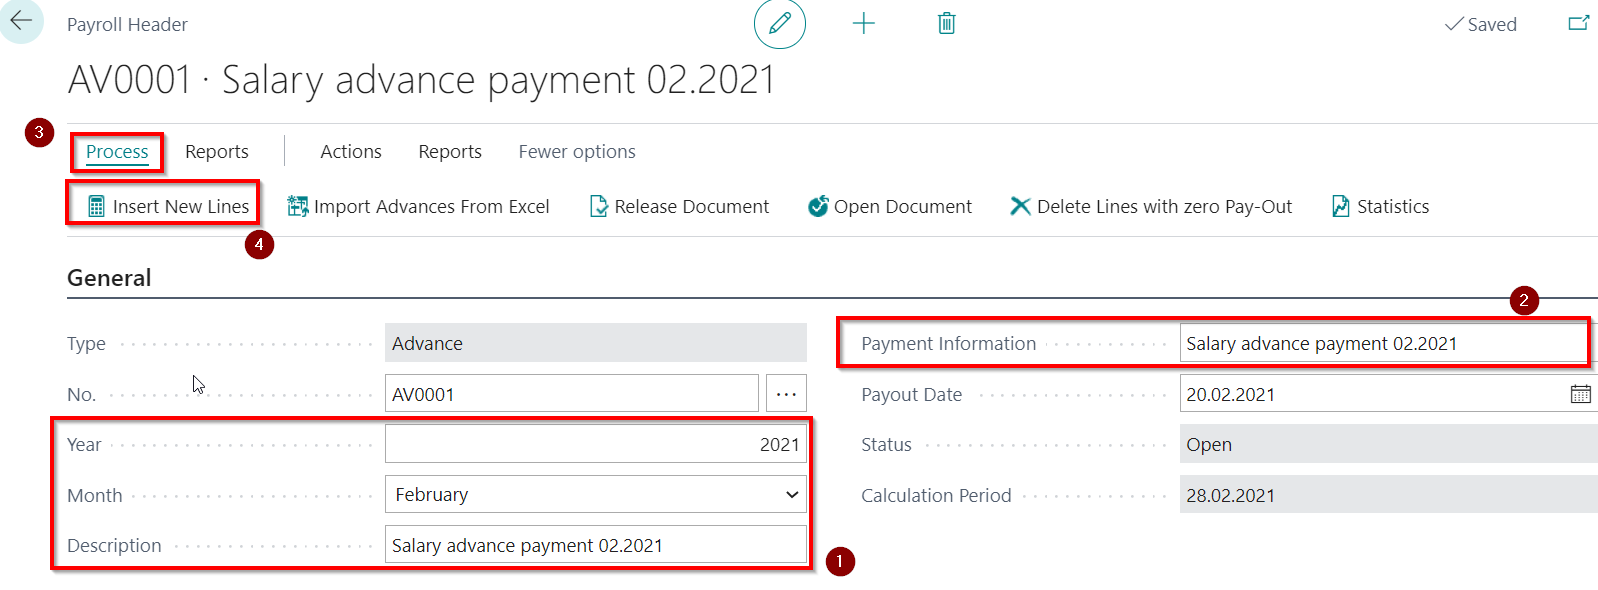 Payroll Header
Saved
AV0001 · Salary advance payment 02.2021
3
Process Reports Actions Reports Fewer options
Insert New Lines Import Advances From Excel Release Document Open Document Delete Lines with zero Pay-Out Statistics
4
General
2
Type Advance
Payment Information Salary advance payment 02.2021
No. AV0001 ...
Payout Date 20.02.2021
Year 2021
Status Open
Month February
Calculation Period 28.02.2021
Description Salary advance payment 02.2021
1